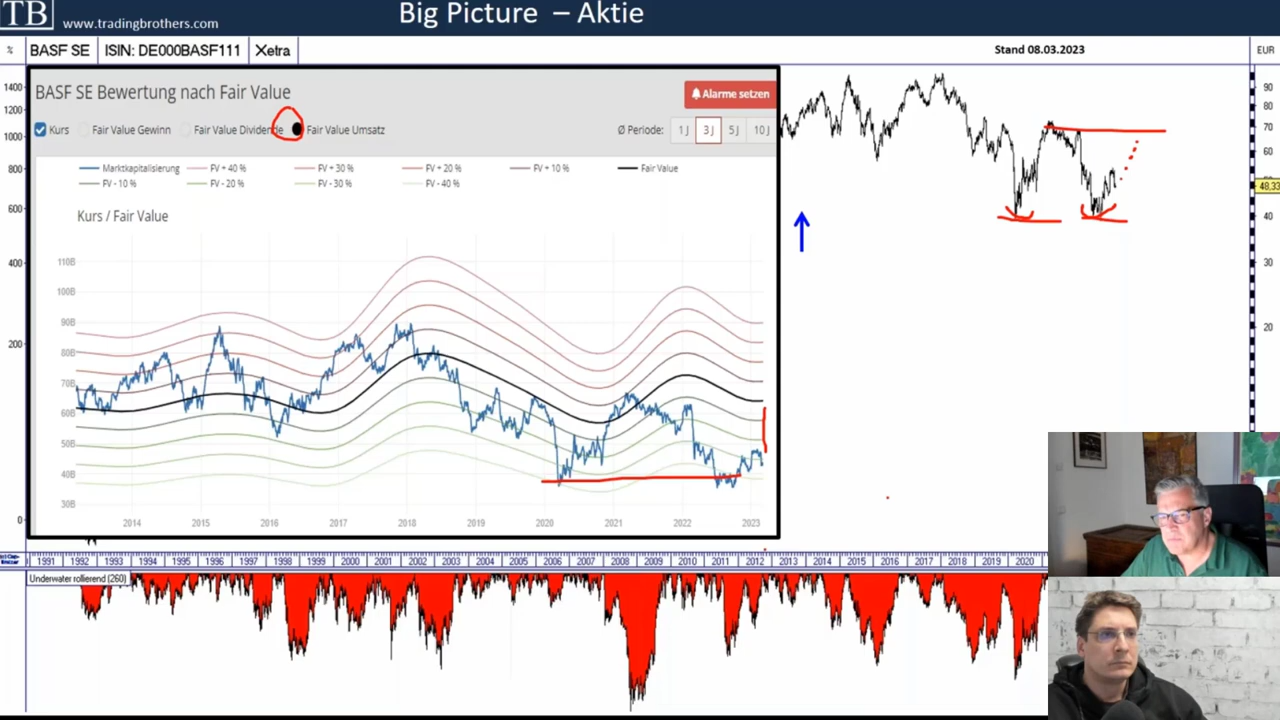 TB www.tradingbrothers.com
Big Picture – Aktie
% BASF SE ISIN: DE000BASF111 Xetra Stand 08.03.2023 EUR
BASF SE Bewertung nach Fair Value
Alarme setzen
Kurs Fair Value Gewinn Fair Value Dividende Fair Value Umsatz Ø Periode: 1 J 3 J 5 J 10 J
Marktkapitalisierung FV + 40 % FV + 30 % FV + 20 % FV + 10 % Fair Value
FV - 10 % FV - 20 % FV - 30 % FV - 40 %
Kurs / Fair Value
110B
100B
90B
80B
70B
60B
50B
40B
30B
2014 2015 2016 2017 2018 2019 2020 2021 2022 2023
1400
1200
1000
800
600
400
200
0
90
80
70
60
48,33
40
30
20
1991 1992 1993 1994 1995 1996 1997 1998 1999 2000 2001 2002 2003 2004 2005 2006 2007 2008 2009 2010 2011 2012 2013 2014 2015 2016 2017 2018 2019 2020
Underwater rollierend (260)